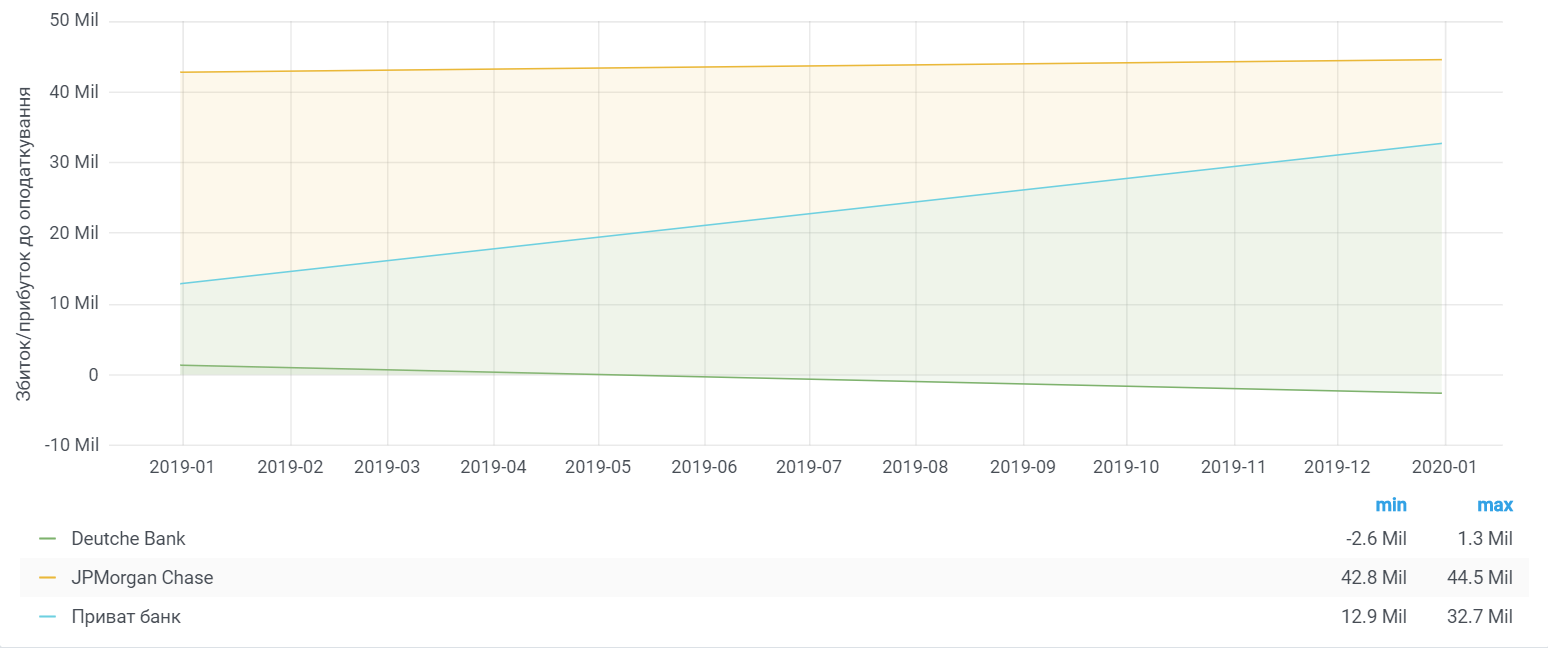 50 Mil
40 Mil
30 Mil
20 Mil
10 Mil
0
-10 Mil
Збиток/прибуток до оподаткування
2019-01 2019-02 2019-03 2019-04 2019-05 2019-06 2019-07 2019-08 2019-09 2019-10 2019-11 2019-12 2020-01
min max
Deutche Bank -2.6 Mil 1.3 Mil
JPMorgan Chase 42.8 Mil 44.5 Mil
Приват банк 12.9 Mil 32.7 Mil